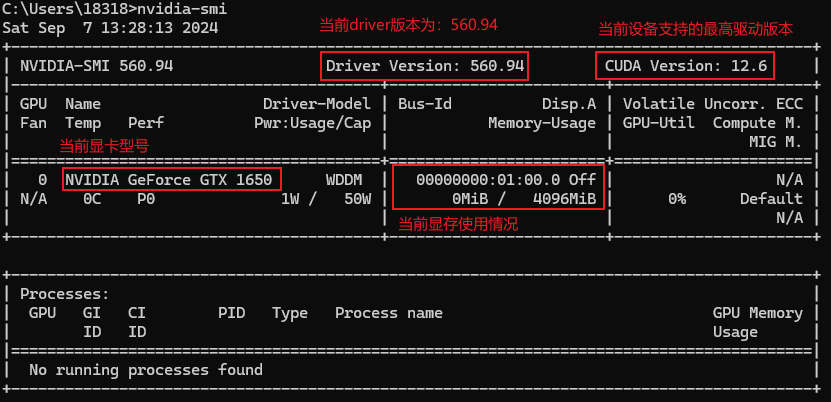 C:\Users\18318>nvidia-smi
Sat Sep  7 13:28:13 2024
当前driver版本为：560.94
当前设备支持的最高驱动版本
NVIDIA-SMI 560.94 Driver Version: 560.94 CUDA Version: 12.6
GPU  Name Driver-Model | Bus-Id Disp.A | Volatile Uncorr. ECC
Fan  Temp  Perf Pwr:Usage/Cap | Memory-Usage | GPU-Util  Compute M.
MIG M.
当前显卡型号
0  NVIDIA GeForce GTX 1650 WDDM | 00000000:01:00.0 Off | N/A
N/A  0C  P0 1W /  50W | 0MiB /  4096MiB | 0%  Default
N/A
当前显存使用情况
Processes:
GPU  GI  CI  PID  Type  Process name GPU Memory
ID  ID Usage
No running processes found